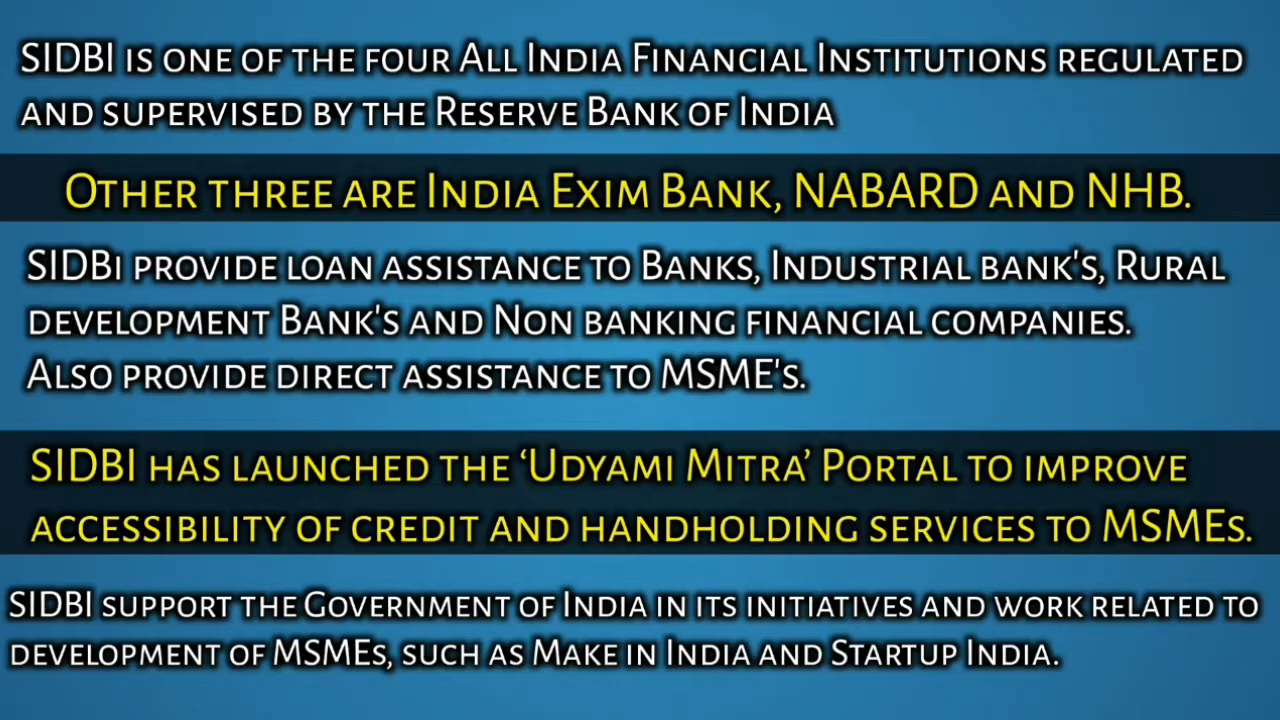 SIDBI is one of the four All India Financial Institutions regulated
and supervised by the Reserve Bank of India
Other three are India Exim Bank, NABARD and NHB.
SIDBi provide loan assistance to Banks, Industrial bank's, Rural
development Bank's and Non banking financial companies.
Also provide direct assistance to MSME's.
SIDBI has launched the ‘Udyami Mitra’ Portal to improve
accessibility of credit and handholding services to MSMEs.
SIDBI support the Government of India in its initiatives and work related to
development of MSMEs, such as Make in India and Startup India.